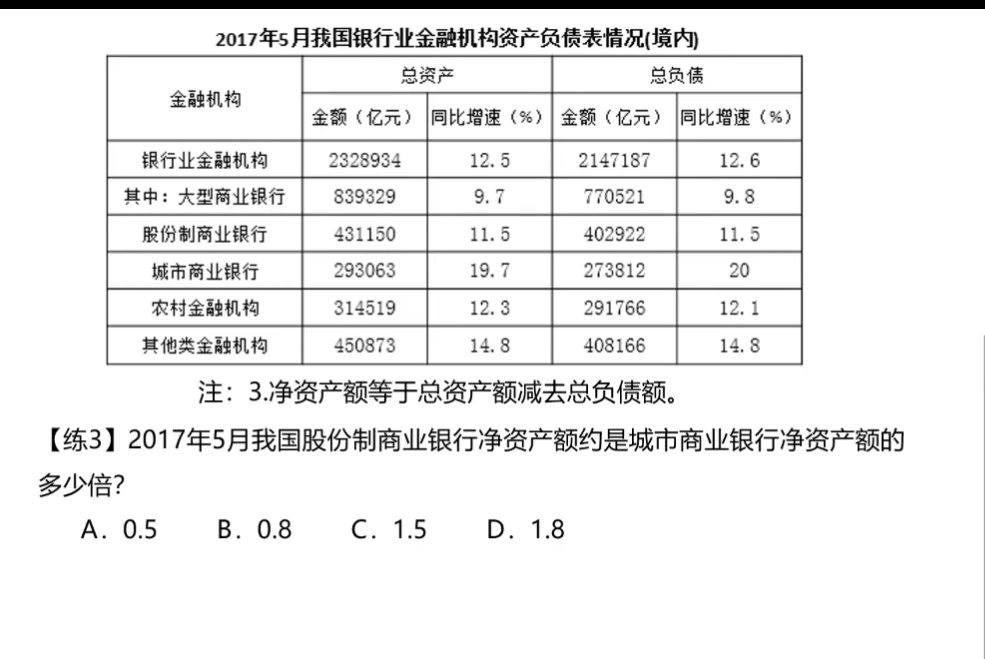 2017年5月我国银行业金融机构资产负债表情况(境内)
金融机构 总资产 总负债
金额（亿元） 同比增速（%） 金额（亿元） 同比增速（%）
银行业金融机构 2328934 12.5 2147187 12.6
其中：大型商业银行 839329 9.7 770521 9.8
股份制商业银行 431150 11.5 402922 11.5
城市商业银行 293063 19.7 273812 20
农村金融机构 314519 12.3 291766 12.1
其他类金融机构 450873 14.8 408166 14.8
注：3.净资产额等于总资产额减去总负债额。
【练3】2017年5月我国股份制商业银行净资产额约是城市商业银行净资产额的
多少倍?
A．0.5 B．0.8 C．1.5 D．1.8